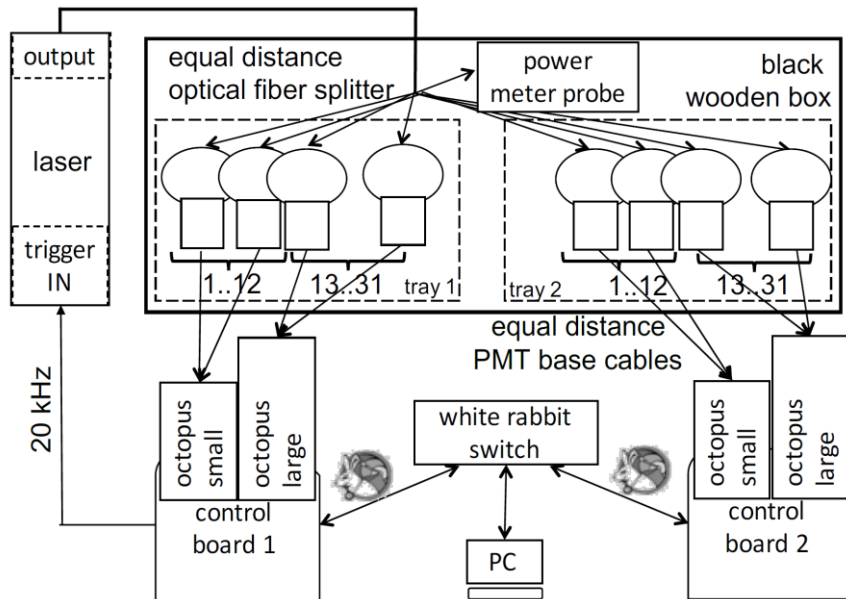 output
laser
trigger
IN
20 kHz
equal distance
optical fiber splitter
power
meter probe
black
wooden box
1..12
13..31
tray 1
tray 2
1..12
13..31
equal distance
PMT base cables
octopus
small
octopus
large
control
board 1
white rabbit
switch
PC
octopus
small
octopus
large
control
board 2